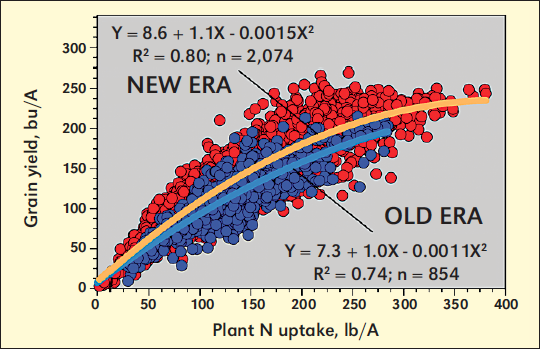 Y = 8.6 + 1.1X - 0.0015X²
R² = 0.80; n = 2,074
NEW ERA
OLD ERA
Y = 7.3 + 1.0X - 0.0011X²
R² = 0.74; n = 854
Grain yield, bu/A
300
250
200
150
100
50
0
0 50 100 150 200 250 300 350 400
Plant N uptake, lb/A